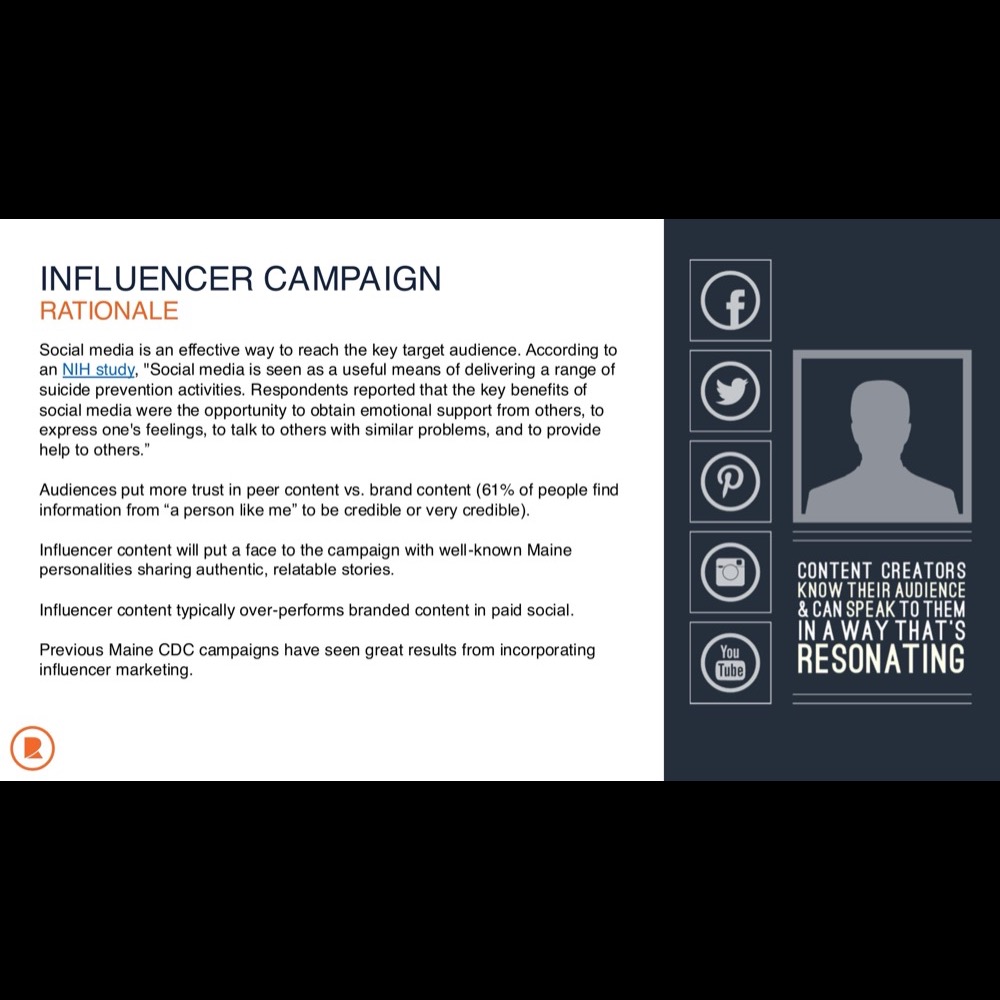 INFLUENCER CAMPAIGN
RATIONALE
Social media is an effective way to reach the key target audience. According to
an NIH study, "Social media is seen as a useful means of delivering a range of
suicide prevention activities. Respondents reported that the key benefits of
social media were the opportunity to obtain emotional support from others, to
express one's feelings, to talk to others with similar problems, and to provide
help to others.”
Audiences put more trust in peer content vs. brand content (61% of people find
information from “a person like me” to be credible or very credible).
Influencer content will put a face to the campaign with well-known Maine
personalities sharing authentic, relatable stories.
Influencer content typically over-performs branded content in paid social.
Previous Maine CDC campaigns have seen great results from incorporating
influencer marketing.
R
f
You
Tube
CONTENT CREATORS
KNOW THEIR AUDIENCE
& CAN SPEAK TO THEM
IN A WAY THAT'S
RESONATING